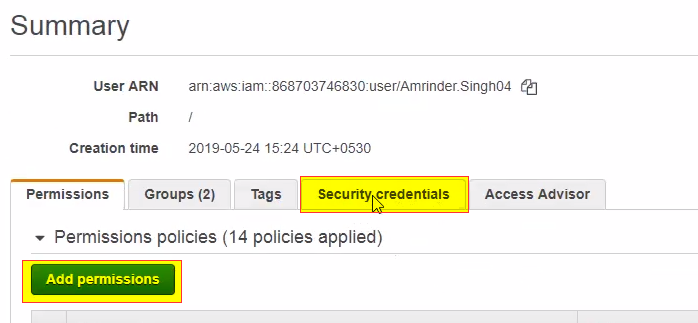 Summary
User ARN arn:aws:iam::868703746830:user/Amrinder.Singh04
Path /
Creation time 2019-05-24 15:24 UTC+0530
Permissions Groups (2) Tags Security credentials Access Advisor
Permissions policies (14 policies applied)
Add permissions